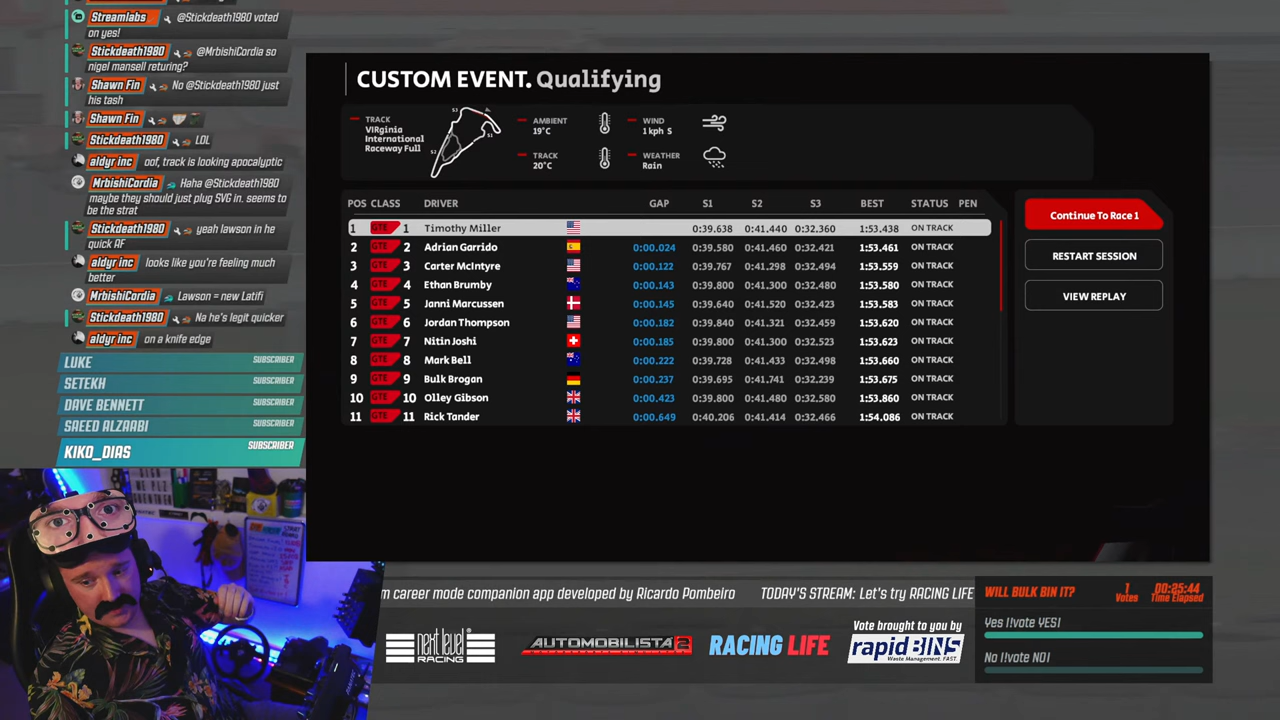 Streamlabs @Stickdeath1980 voted
on yes!
Stickdeath1980 @MrbishiCordia so
nigel mansell returing?
Shawn Fin No @Stickdeath1980 just
his tash
Shawn Fin
Stickdeath1980 LOL
aldyr inc oof, track is looking apocalyptic
MrbishiCordia Haha @Stickdeath1980
maybe they should just plug SVG in. seems to
be the strat
Stickdeath1980 yeah lawson in he
quick AF
aldyr inc looks like you're feeling much
better
MrbishiCordia Lawson = new Latifi
Stickdeath1980 Na he's legit quicker
aldyr inc on a knife edge
LUKE SUBSCRIBER
SETEKH SUBSCRIBER
DAVE BENNETT SUBSCRIBER
SAEED ALZAABI SUBSCRIBER
KIKO_DIAS SUBSCRIBER
CUSTOM EVENT. Qualifying
TRACK
VIRginia
International
Raceway Full
S3
S1
S2
AMBIENT
19°C
TRACK
20°C
WIND
1 kph S
WEATHER
Rain
POS CLASS DRIVER GAP S1 S2 S3 BEST STATUS PEN
1 GTE 1 Timothy Miller 0:39.638 0:41.440 0:32.360 1:53.438 ON TRACK
2 GTE 2 Adrian Garrido 0:00.024 0:39.580 0:41.460 0:32.421 1:53.461 ON TRACK
3 GTE 3 Carter McIntyre 0:00.122 0:39.767 0:41.298 0:32.494 1:53.559 ON TRACK
4 GTE 4 Ethan Brumby 0:00.143 0:39.800 0:41.300 0:32.480 1:53.580 ON TRACK
5 GTE 5 Janni Marcussen 0:00.145 0:39.640 0:41.520 0:32.423 1:53.583 ON TRACK
6 GTE 6 Jordan Thompson 0:00.182 0:39.840 0:41.321 0:32.459 1:53.620 ON TRACK
7 GTE 7 Nitin Joshi 0:00.185 0:39.800 0:41.300 0:32.523 1:53.623 ON TRACK
8 GTE 8 Mark Bell 0:00.222 0:39.728 0:41.433 0:32.498 1:53.660 ON TRACK
9 GTE 9 Bulk Brogan 0:00.237 0:39.695 0:41.741 0:32.239 1:53.675 ON TRACK
10 GTE 10 Olley Gibson 0:00.423 0:39.800 0:41.480 0:32.580 1:53.860 ON TRACK
11 GTE 11 Rick Tander 0:00.649 0:40.206 0:41.414 0:32.466 1:54.086 ON TRACK
Continue To Race 1
RESTART SESSION
VIEW REPLAY
m career mode companion app developed by Ricardo Pombeiro TODAY'S STREAM: Let's try RACING LIFE
NEXT LEVEL
RACING
AUTOMOBILISTA 2
RACING LIFE
Vote brought to you by
rapid BINS
Waste Management. FAST.
WILL BULK BIN IT?
1
Votes
00:25:44
Time Elapsed
Yes !!vote YES!
No !!vote NO!